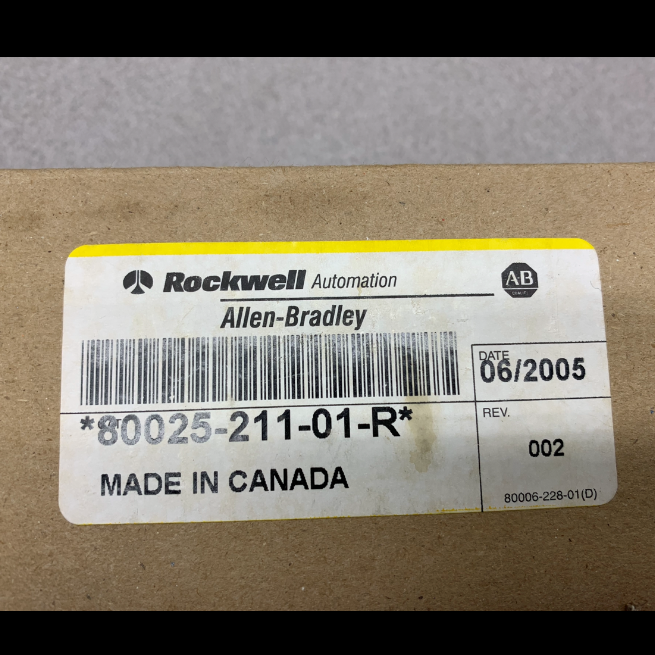 Rockwell Automation
AB
Allen-Bradley
DATE
06/2005
*80025-211-01-R*
REV.
002
MADE IN CANADA
80006-228-01(D)